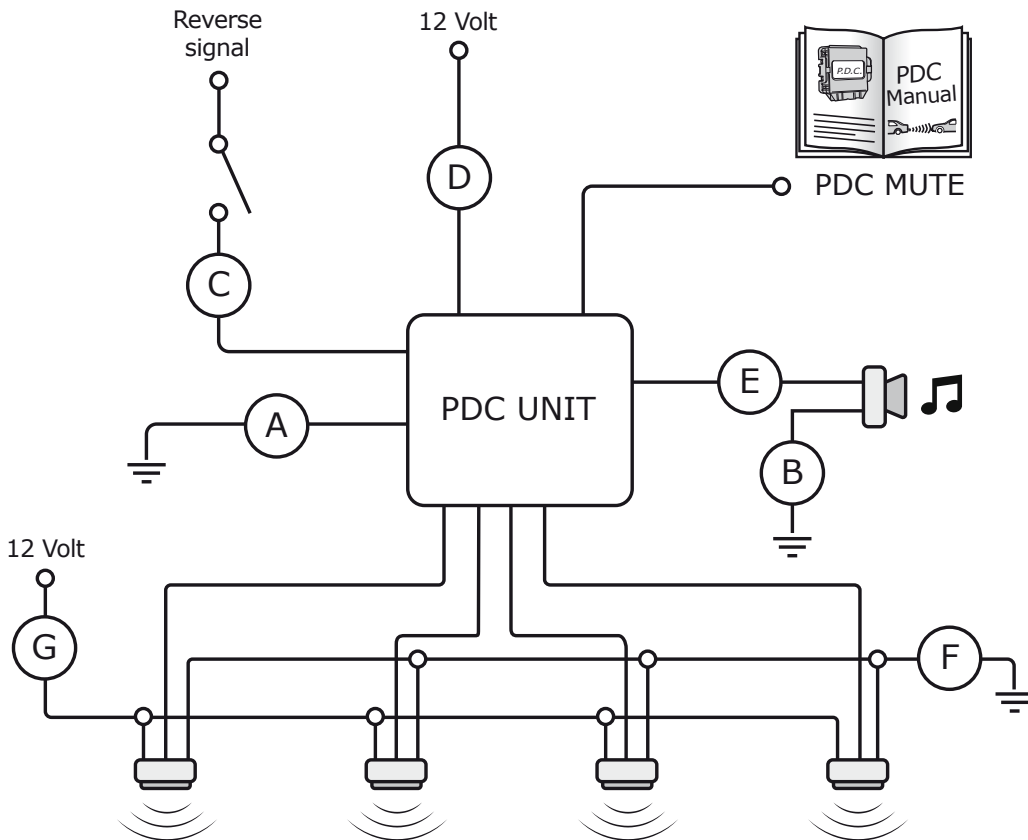 Reverse
signal
12 Volt
P.D.C.
PDC
Manual
PDC MUTE
D
C
PDC UNIT
E
A
B
12 Volt
G
F